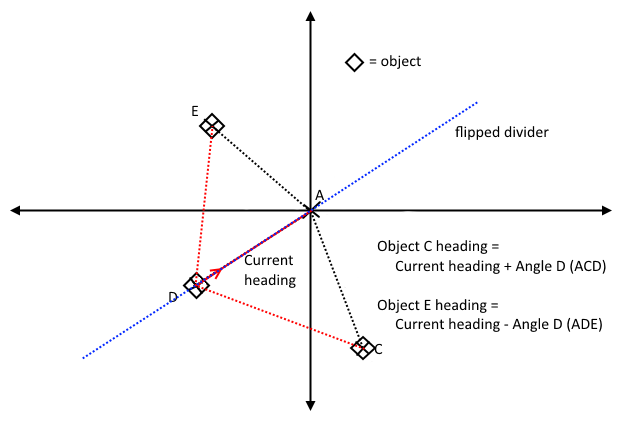 = object
E
flipped divider
A
Current
heading
Object C heading =
Current heading + Angle D (ACD)
D
Object E heading =
Current heading - Angle D (ADE)
C